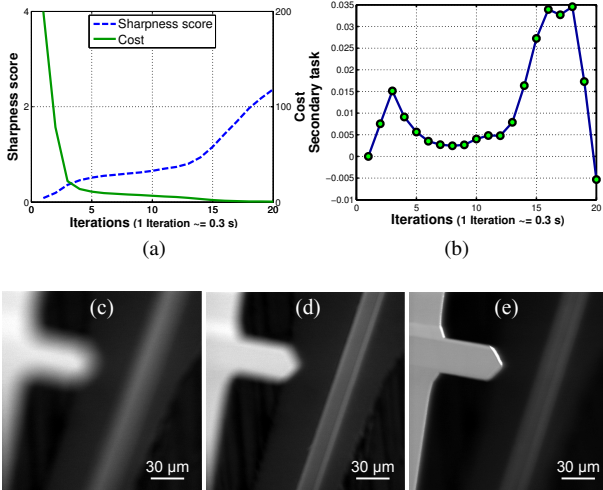 Sharpness score
Cost
4
2
0
200
100
0
0
5
10
15
20
Sharpness score
Cost
Iterations (1 Iteration ~= 0.3 s)
(a)
0.035
0.03
0.025
0.02
0.015
0.01
0.005
0
−0.005
−0.01
0
5
10
15
20
Secondary task
Iterations (1 Iteration ~= 0.3 s)
(b)
(c)
(d)
(e)
30 µm
30 µm
30 µm